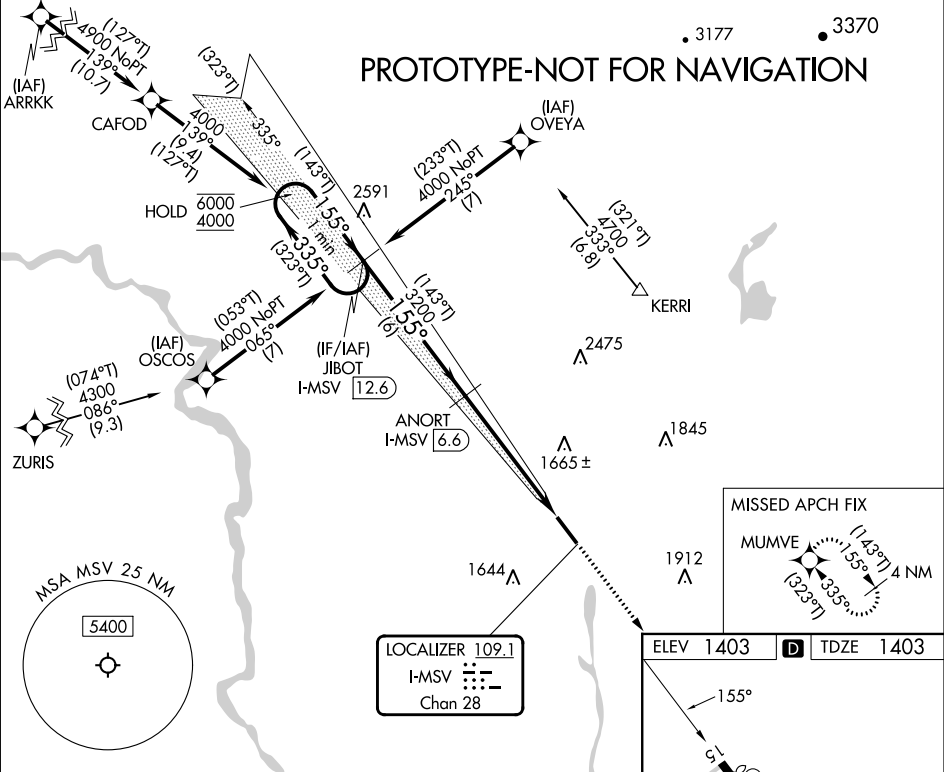 3177
3370
PROTOTYPE-NOT FOR NAVIGATION
(127°T)
4900 NoPT
139°
(10.7)
(IAF)
ARRKK
CAFOD
4000
139°
(9.4)
(127°T)
(323°T)
335°
(IAF)
OVEYA
(233°T)
4000 NoPT
245°
(7)
HOLD
6000
4000
(143°T)
155°
1 min
335°
(323°T)
2591
(321°T)
4700
333°
(6.8)
KERRI
(053°T)
4000 NoPT
065°
(7)
(IAF)
OSCOS
(IF/IAF)
JIBOT
I-MSV 12.6
(143°T)
3200
155°
(6)
2475
(074°T)
4300
086°
(9.3)
ZURIS
ANORT
I-MSV 6.6
1845
1665 ±
MISSED APCH FIX
MUMVE
(143°T)
155°
4 NM
335°
(323°T)
1644
1912
MSA MSV 25 NM
5400
LOCALIZER 109.1
I-MSV
Chan 28
ELEV 1403 D TDZE 1403
155°
15